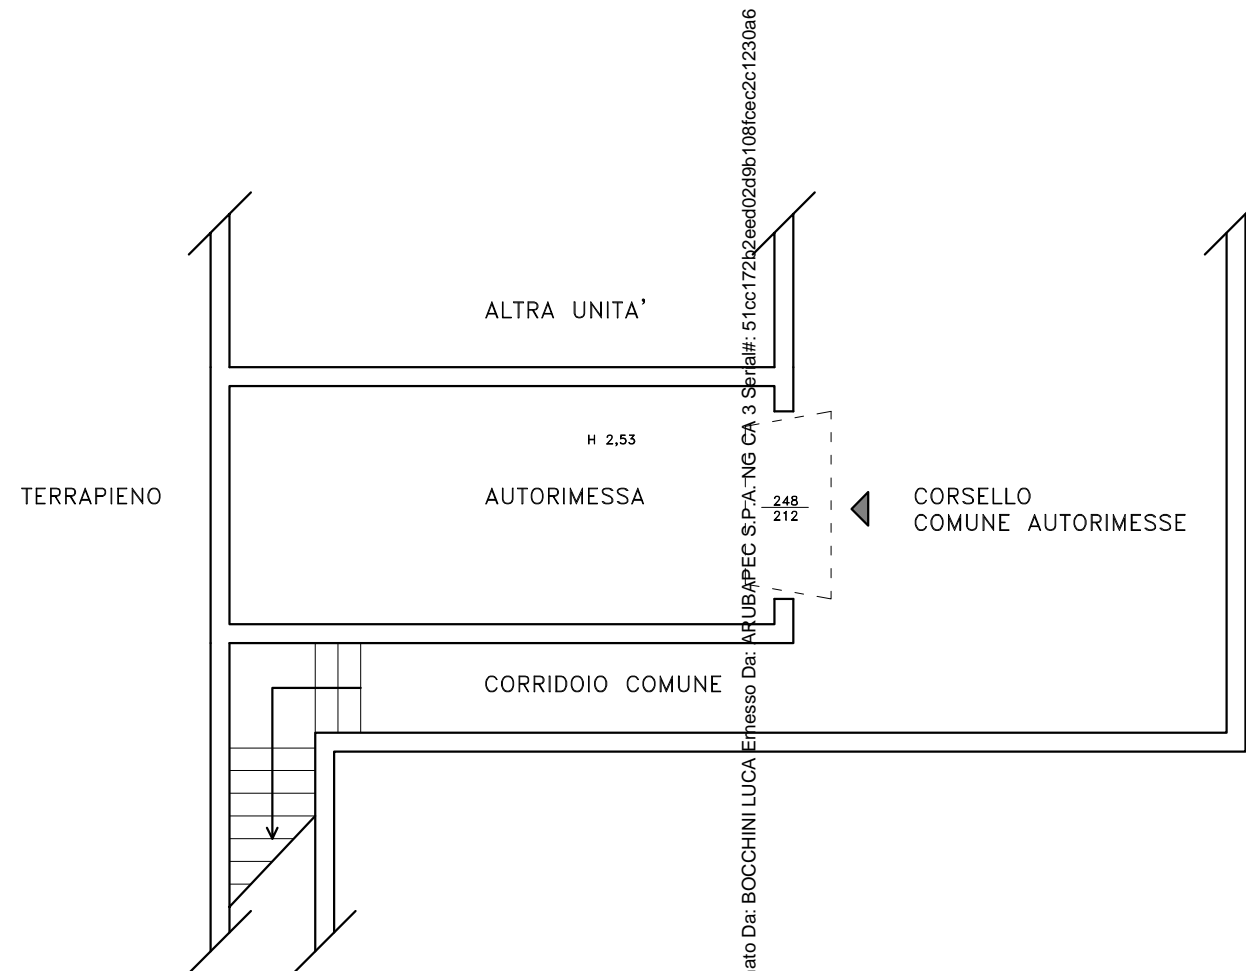 ALTRA UNITA'
H 2,53
TERRAPIENO
AUTORIMESSA
248
212
CORSELLO
COMUNE AUTORIMESSE
CORRIDOIO COMUNE
ato Da: BOCCHINI LUCA Emesso Da: ARUBAPEC S.P.A. NG CA 3 Serial#: 51cc172b2eed02d9b108fcec2c1230a6